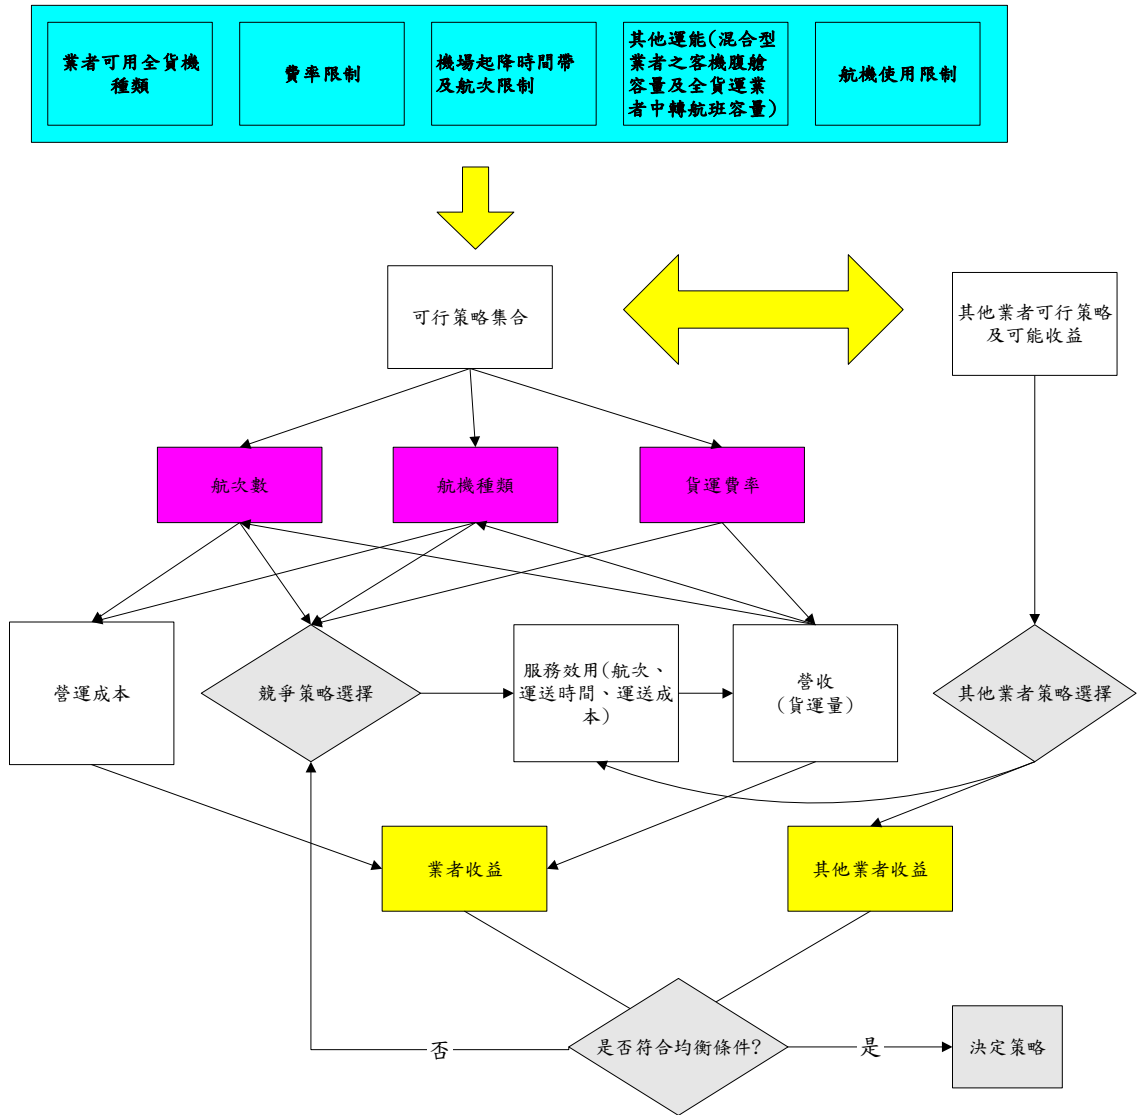 業者可用全貨機
種類
費率限制
機場起降時間帶
及航次限制
其他運能(混合型
業者之客機腹艙
容量及全貨運業
者中轉航班容量)
航機使用限制
可行策略集合
其他業者可行策略
及可能收益
航次數
航機種類
貨運費率
營運成本
競爭策略選擇
服務效用(航次、
運送時間、運送成
本)
營收
(貨運量)
其他業者策略選擇
業者收益
其他業者收益
否
是否符合均衡條件?
是
決定策略